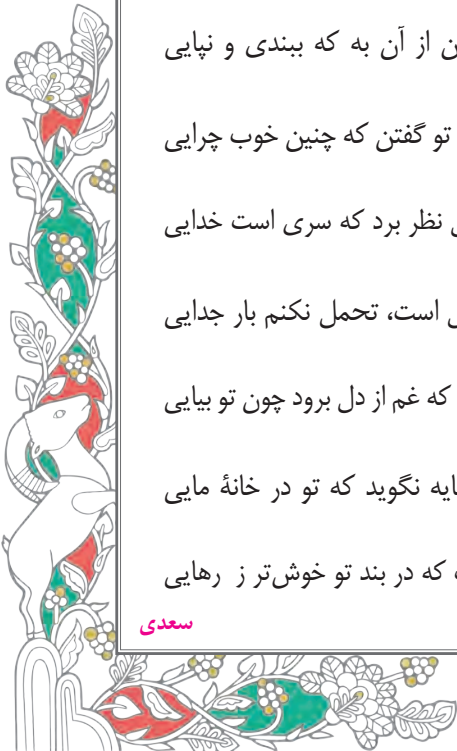 از آن به که ببندی و نپایی
تو گفتن که چنین خوب چرایی
نظر برد که سری است خدایی
است، تحمل نکنم بار جدایی
که غم از دل برود چون تو بیایی
نگوید که تو در خانهٔ مایی
که در بند تو خوش‌تر ز رهایی
سعدی